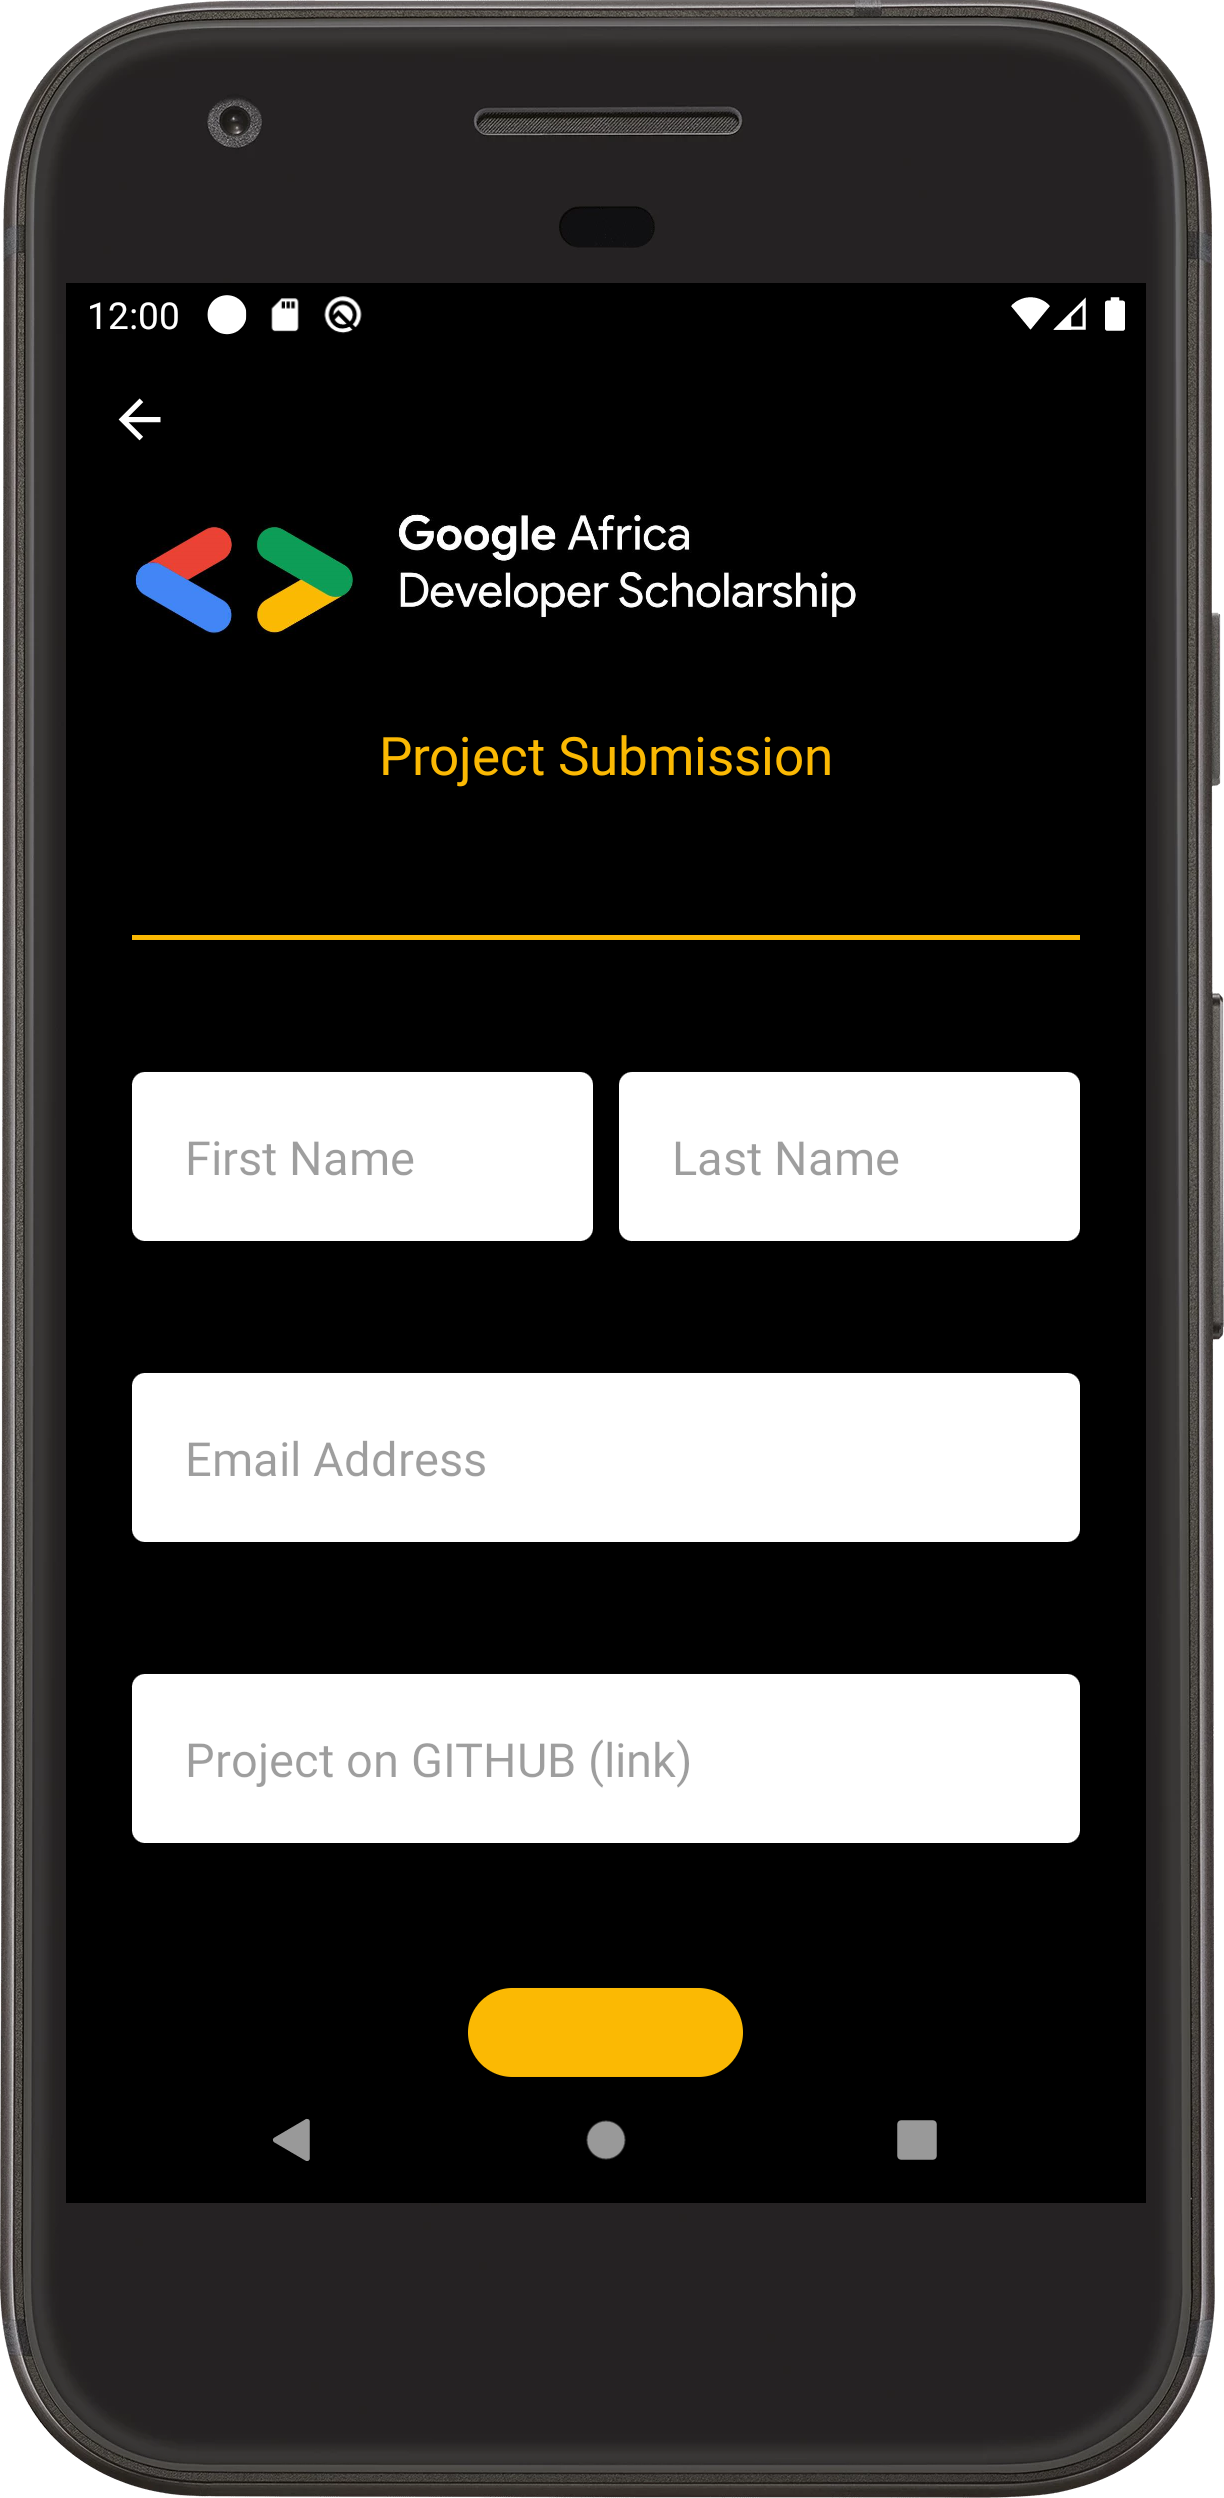 12:00
Google Africa
Developer Scholarship
Project Submission
First Name
Last Name
Email Address
Project on GITHUB (link)